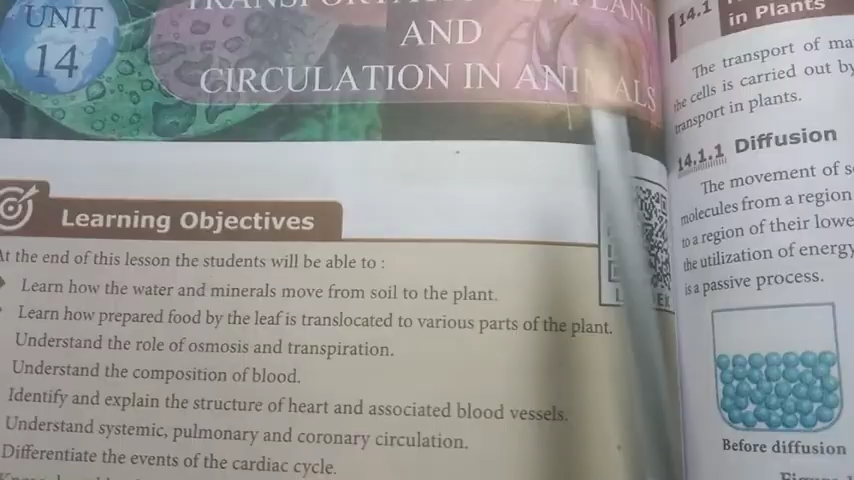 UNIT
14
AND
CIRCULATION IN ANIMALS
Learning Objectives
At the end of this lesson the students will be able to :
Learn how the water and minerals move from soil to the plant.
Learn how prepared food by the leaf is translocated to various parts of the plant.
Understand the role of osmosis and transpiration.
Understand the composition of blood.
Identify and explain the structure of heart and associated blood vessels.
Understand systemic, pulmonary and coronary circulation.
Differentiate the events of the cardiac cycle.
14.1
in Plants
The transport of
the cells is carried out by
transport in plants.
14.1.1 Diffusion
The movement of
molecules from a region
to a region of their
the utilization of energy
is a passive process.
Before diffusion